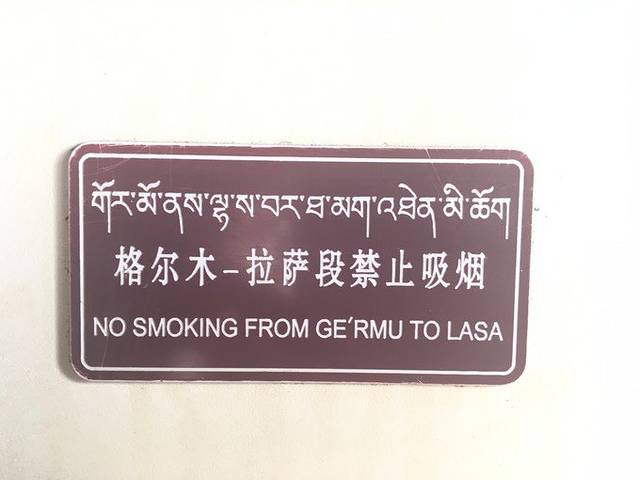 གོར་མོ་ནས་ལྷ་ས་བར་ཐ་མག་འཐེན་མི་ཆོག
格尔木-拉萨段禁止吸烟
NO SMOKING FROM GE'RMU TO LASA